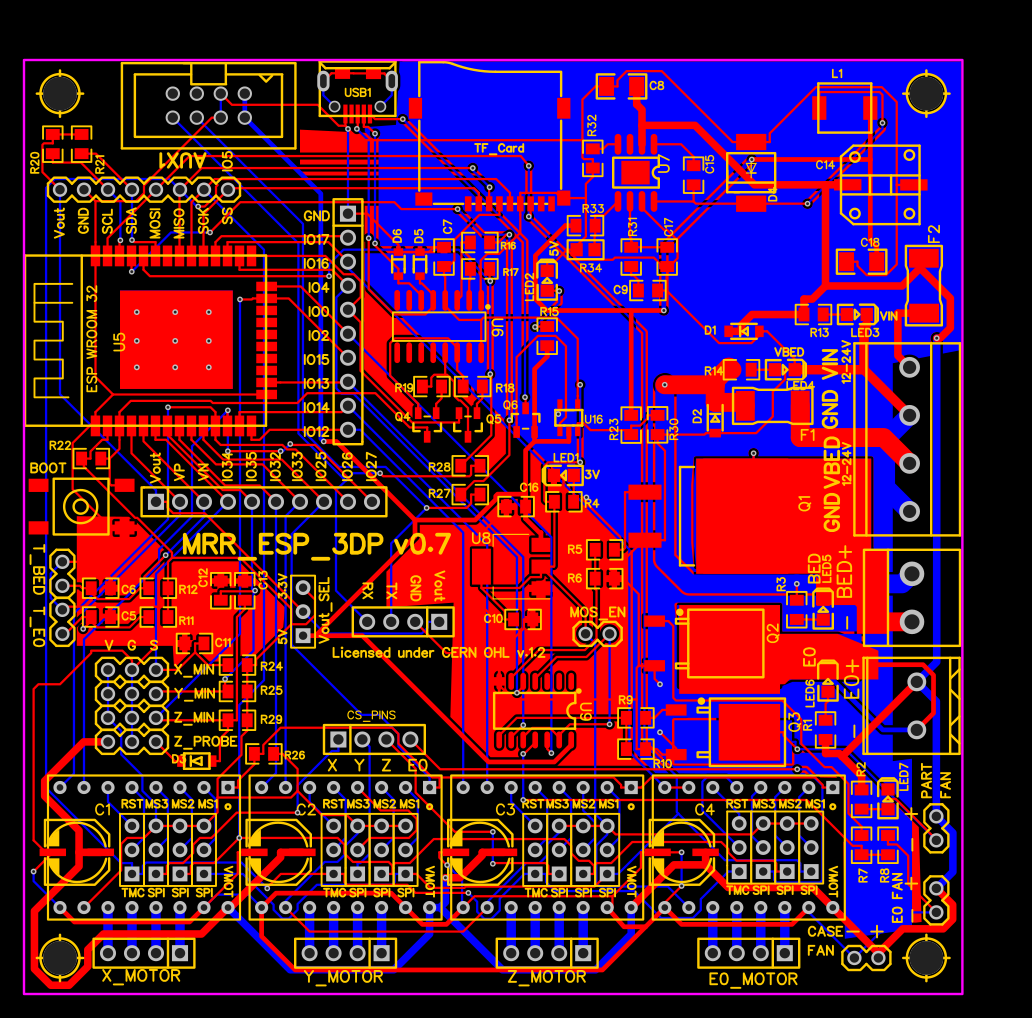 L1
USB1
C8
TF_Card
R32
U7
C15
C14
R20
R21
AUX1
IO5
Vout
GND
SCL
SDA
MOSI
MISO
SCK
SS
GND
IO17
IO16
IO4
IO0
IO2
IO15
IO13
IO14
IO12
D6
D5
C7
R16
R17
R33
R34
R31
C17
C18
F2
5V
LED2
C9
R15
U6
ESP_WROOM 32
U5
D1
R13
LED3
VIN
VBED
R14
LED4
12-24V
GND VIN
R19
R18
Q4
Q5
Q6
U16
R23
R30
D2
F1
12-24V
GND VBED
R22
BOOT
Vout
VP
VN
IO34
IO35
IO32
IO33
IO25
IO26
IO27
R28
R27
C16
LED1
3V
R4
Q1
MRR_ESP_3DP v0.7
U8
R5
R6
T_BED
T_E0
C6
R12
C12
C13
C5
R11
3.3V
Vout_SEL
5V
RX
TX
GND
Vout
C10
MOS_EN
R3
BED
LED5
BED+
-
Q2
C11
V G S
X_MIN
R24
Y_MIN
R25
Z_MIN
R29
Z_PROBE
R26
Licensed under CERN OHL v.1.2
U9
R9
R10
Q3
E0
LED6
R1
E0+
-
CS_PINS
X Y Z E0
C1
RST MS3 MS2 MS1
TMC SPI SPI SPI
VMOT
C2
RST MS3 MS2 MS1
TMC SPI SPI SPI
VMOT
C3
RST MS3 MS2 MS1
TMC SPI SPI SPI
VMOT
C4
RST MS3 MS2 MS1
TMC SPI SPI SPI
VMOT
R2
LED7
PART
FAN
+
-
R7
R8
E0 FAN
- +
CASE - +
FAN
X_MOTOR
Y_MOTOR
Z_MOTOR
E0_MOTOR